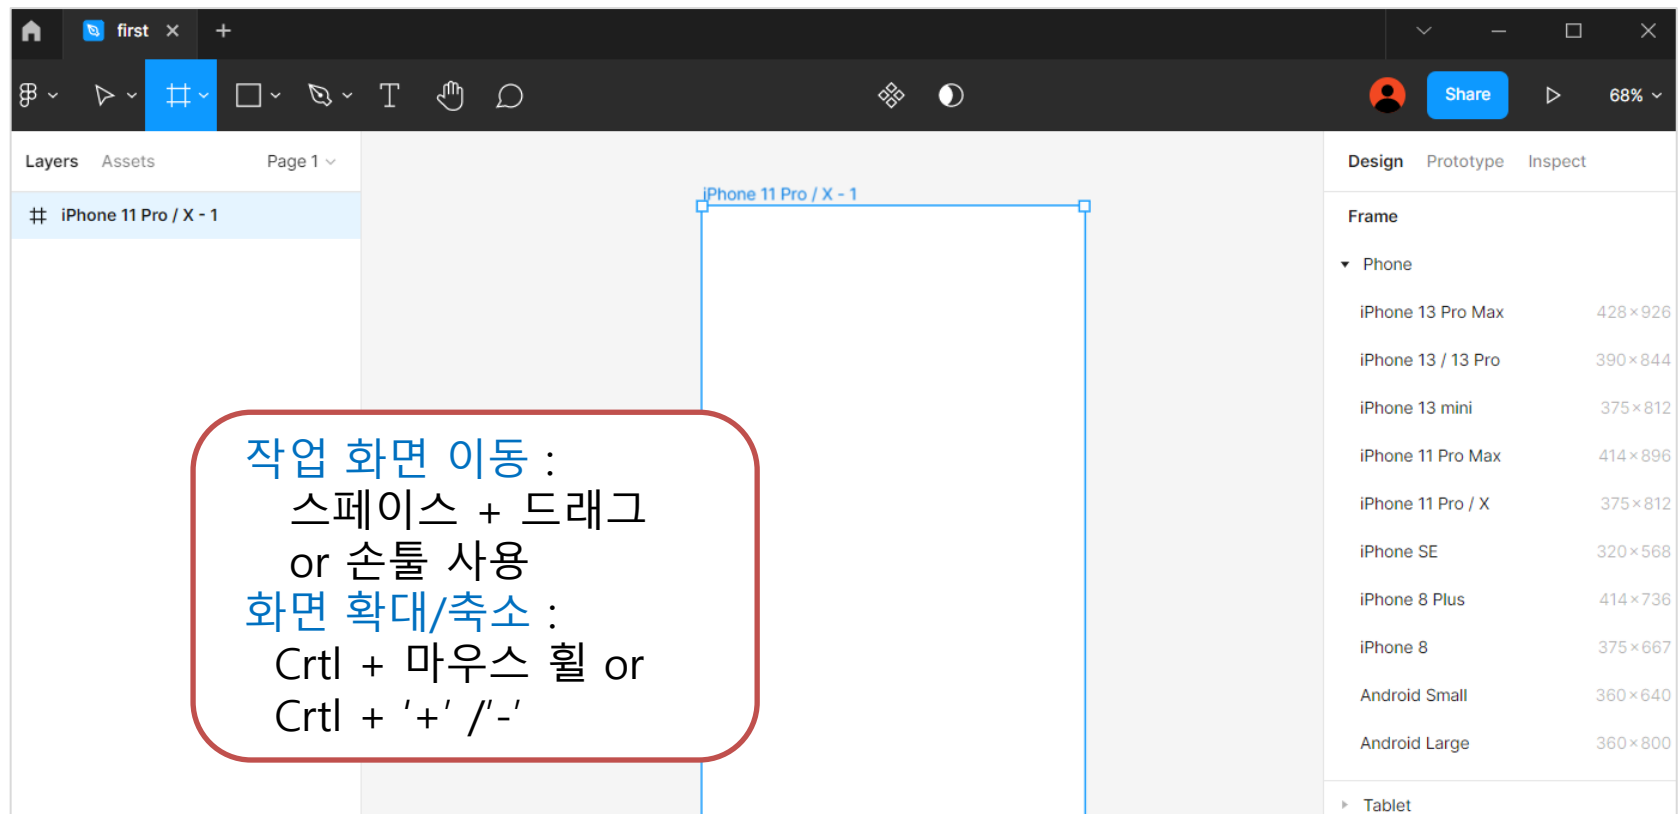 first
Share
68%
Layers Assets Page 1
iPhone 11 Pro / X - 1
iPhone 11 Pro / X - 1
작업 화면 이동 :
스페이스 + 드래그
or 손툴 사용
화면 확대/축소 :
Crtl + 마우스 휠 or
Crtl + '+' /'-'
Design Prototype Inspect
Frame
Phone
iPhone 13 Pro Max 428×926
iPhone 13 / 13 Pro 390×844
iPhone 13 mini 375×812
iPhone 11 Pro Max 414×896
iPhone 11 Pro / X 375×812
iPhone SE 320×568
iPhone 8 Plus 414×736
iPhone 8 375×667
Android Small 360×640
Android Large 360×800
Tablet